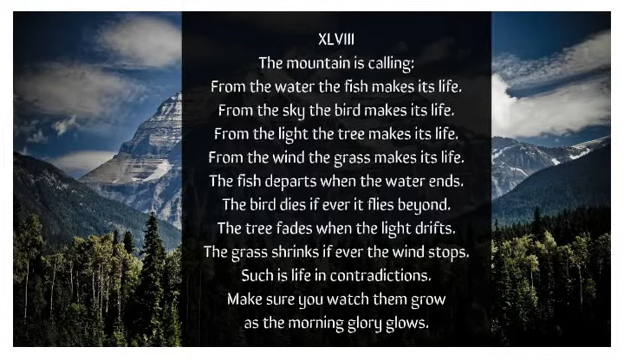 XLVIII
The mountain is calling:
From the water the fish makes its life.
From the sky the bird makes its life.
From the light the tree makes its life.
From the wind the grass makes its life.
The fish departs when the water ends.
The bird dies if ever it flies beyond.
The tree fades when the light drifts.
The grass shrinks if ever the wind stops.
Such is life in contradictions.
Make sure you watch them grow
as the morning glory glows.